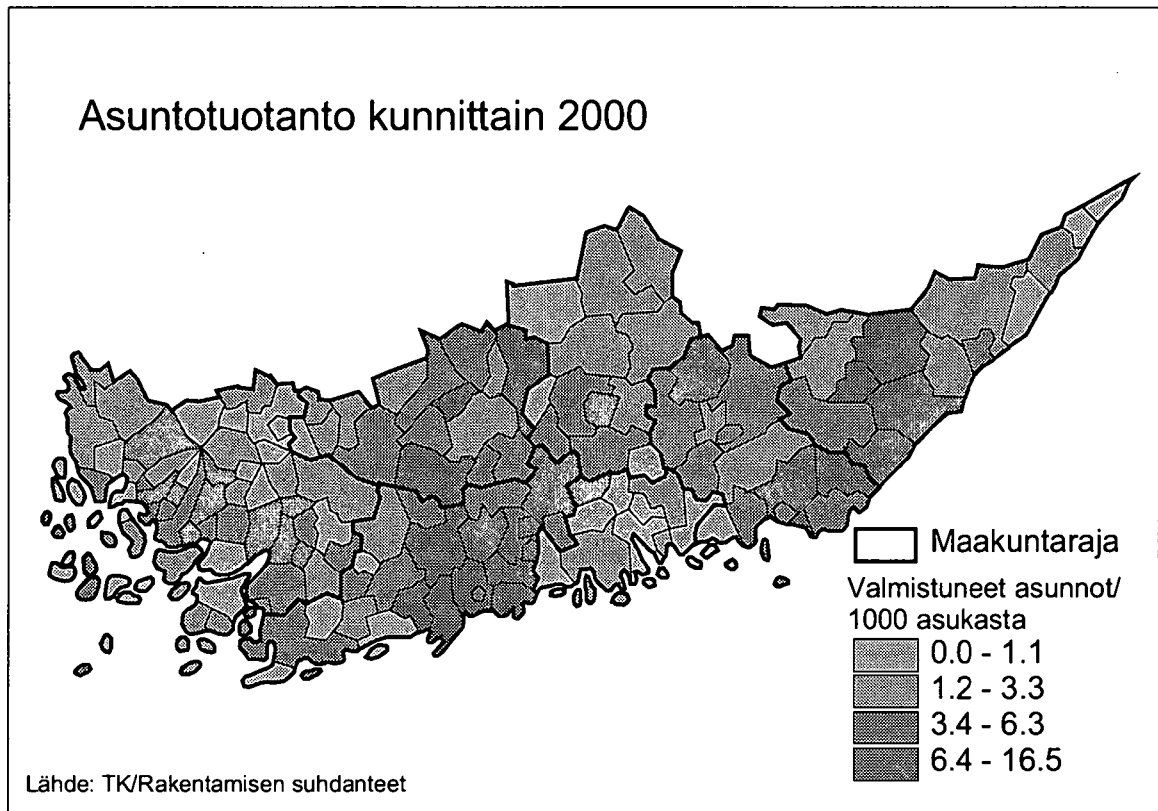 Asuntotuotanto kunnittain 2000
Maakuntaraja
Valmistuneet asunnot/
1000 asukasta
0.0 - 1.1
1.2 - 3.3
3.4 - 6.3
6.4 - 16.5
Lähde: TK/Rakentamisen suhdanteet